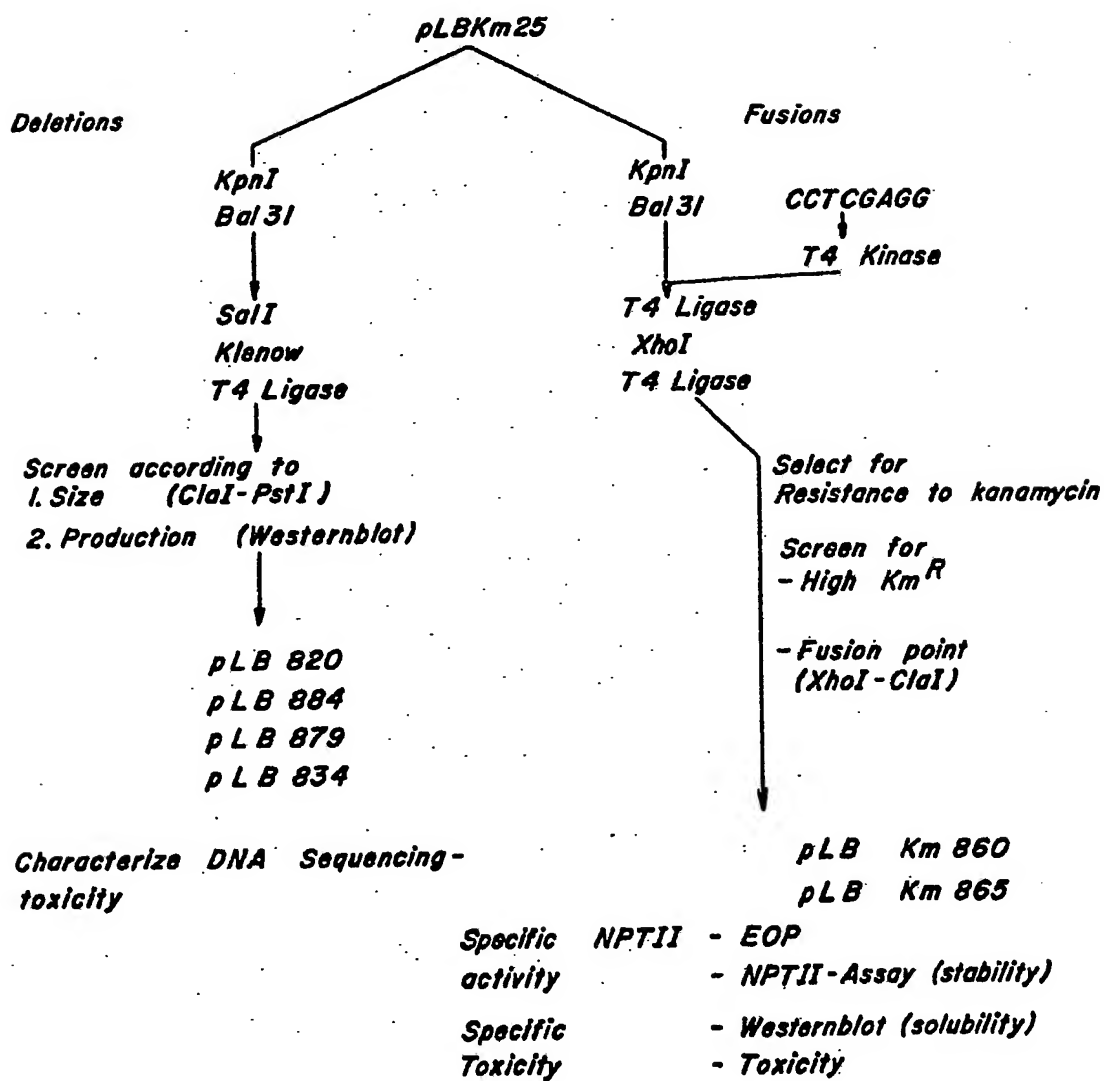 pLBKm25
Deletions
Fusions
KpnI
Bal 31
KpnI
Bal 31
CCTCGAGG
T4 Kinase
SalI
Klenow
T4 Ligase
T4 Ligase
XhoI
T4 Ligase
Screen according to
1. Size (ClaI-PstI)
2. Production (Westernblot)
Select for
Resistance to kanamycin
Screen for
- High Km R
- Fusion point
(XhoI-ClaI)
pLB 820
pLB 884
pLB 879
pLB 834
pLB Km 860
pLB Km 865
Characterize DNA Sequencing-
toxicity
Specific NPTII - EOP
activity - NPTII-Assay (stability)
Specific - Westernblot (solubility)
Toxicity - Toxicity